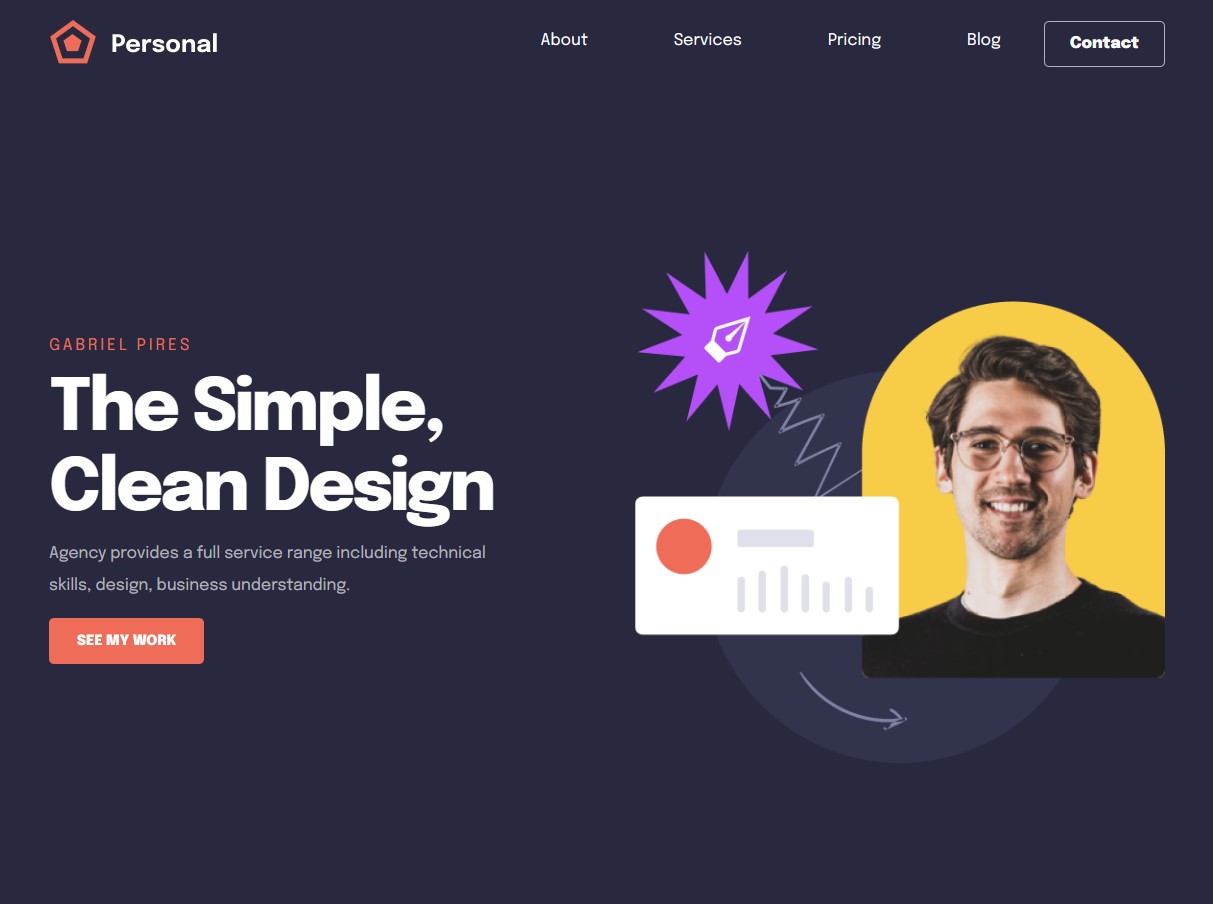 Personal
About
Services
Pricing
Blog
Contact
GABRIEL PIRES
The Simple,
Clean Design
Agency provides a full service range including technical
skills, design, business understanding.
SEE MY WORK